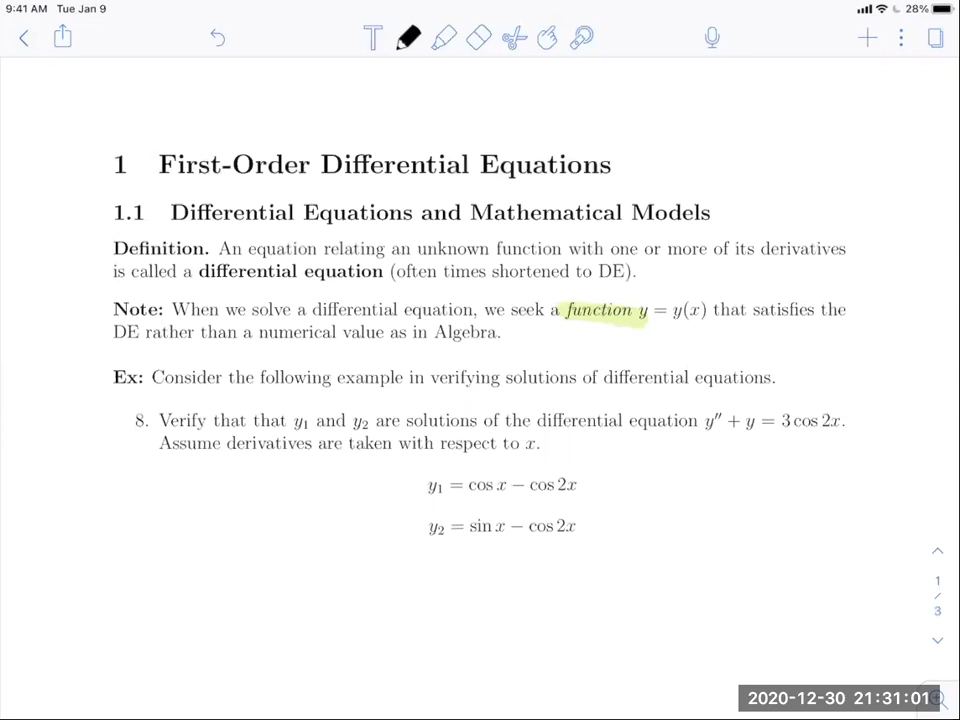 9:41 AM Tue Jan 9
28%
1 First-Order Differential Equations
1.1 Differential Equations and Mathematical Models
Definition. An equation relating an unknown function with one or more of its derivatives
is called a differential equation (often times shortened to DE).
Note: When we solve a differential equation, we seek a function y = y(x) that satisfies the
DE rather than a numerical value as in Algebra.
Ex: Consider the following example in verifying solutions of differential equations.
8. Verify that that y₁ and y₂ are solutions of the differential equation y″ + y = 3 cos 2x.
Assume derivatives are taken with respect to x.
y₁ = cos x − cos 2x
y₂ = sin x − cos 2x
1
/
3
2020-12-30 21:31:01